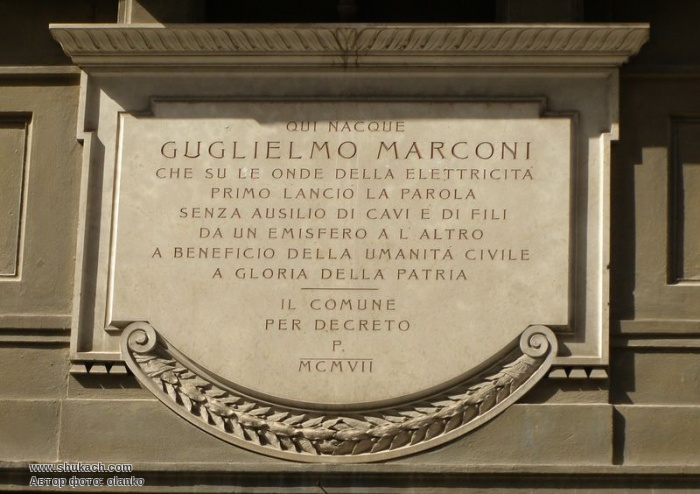 QUI NACQUE
GUGLIELMO MARCONI
CHE SU LE ONDE DELLA ELETTRICITÀ
PRIMO LANCIO LA PAROLA
SENZA AUSILIO DI CAVI E DI FILI
DA UN EMISFERO A L'ALTRO
A BENEFICIO DELLA UMANITÀ CIVILE
A GLORIA DELLA PATRIA
IL COMUNE
PER DECRETO
P.
MCMVII
www.shukach.com
Автор фото: olanko